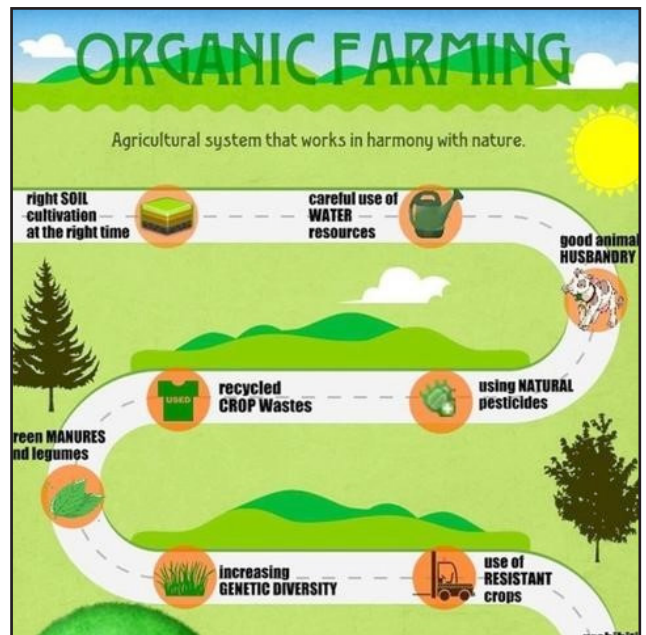 ORGANIC FARMING
Agricultural system that works in harmony with nature.
right SOIL
cultivation
at the right time
careful use of
WATER
resources
good animal
HUSBANDRY
using NATURAL
pesticides
recycled
CROP Wastes
USED
reen MANURES
nd legumes
increasing
GENETIC DIVERSITY
use of
RESISTANT
crops